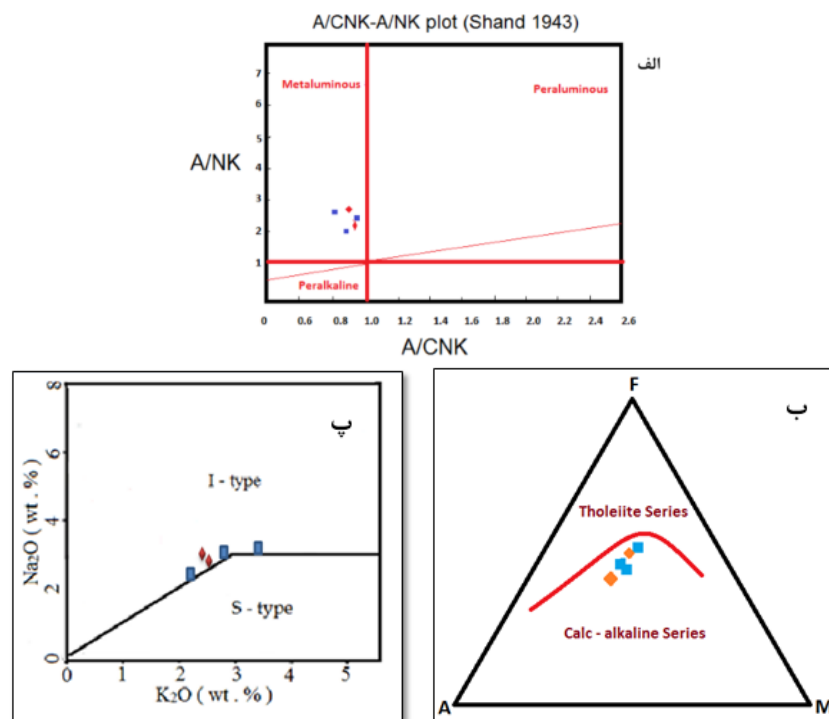 A/CNK-A/NK plot (Shand 1943)
الف
Metaluminous
Peraluminous
7
6
5
A/NK
4
3
2
1
Peralkaline
0 0.6 0.8 1.0 1.2 1.4 1.6 1.8 2.0 2.2 2.4 2.6
A/CNK
8
پ
6
I - type
Na₂O ( wt . % )
4
2
S - type
0
0 1 2 3 4 5
K₂O ( wt . % )
F
ب
Tholeiite Series
Calc - alkaline Series
A M